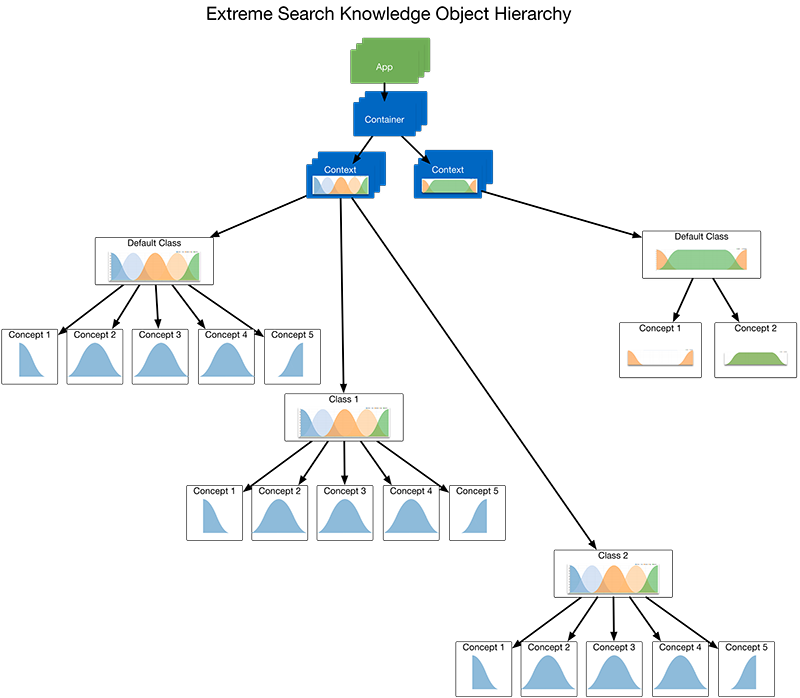 Extreme Search Knowledge Object Hierarchy
App
Container
Context
Context
Default Class
Default Class
Concept 1
Concept 2
Concept 3
Concept 4
Concept 5
Concept 1
Concept 2
Class 1
Concept 1
Concept 2
Concept 3
Concept 4
Concept 5
Class 2
Concept 1
Concept 2
Concept 3
Concept 4
Concept 5